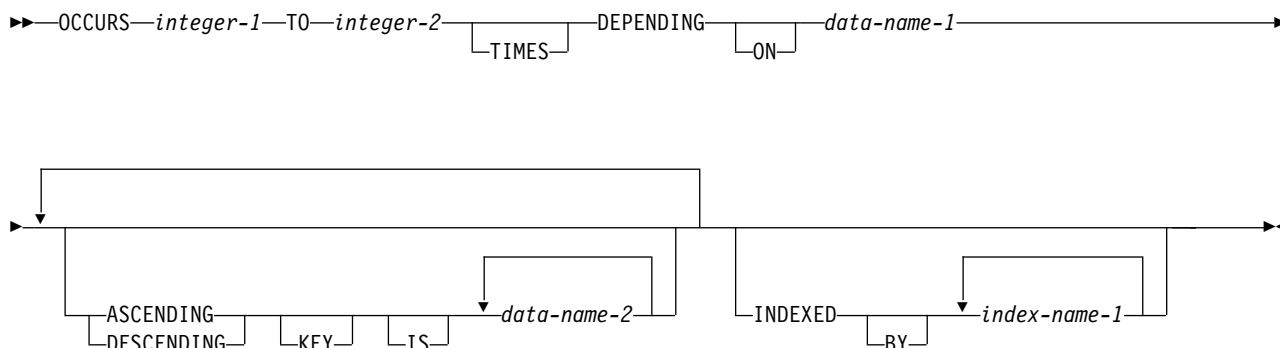 OCCURS integer-1 TO integer-2 DEPENDING data-name-1
TIMES ON
ASCENDING data-name-2 INDEXED index-name-1
DESCENDING KEY IS BY